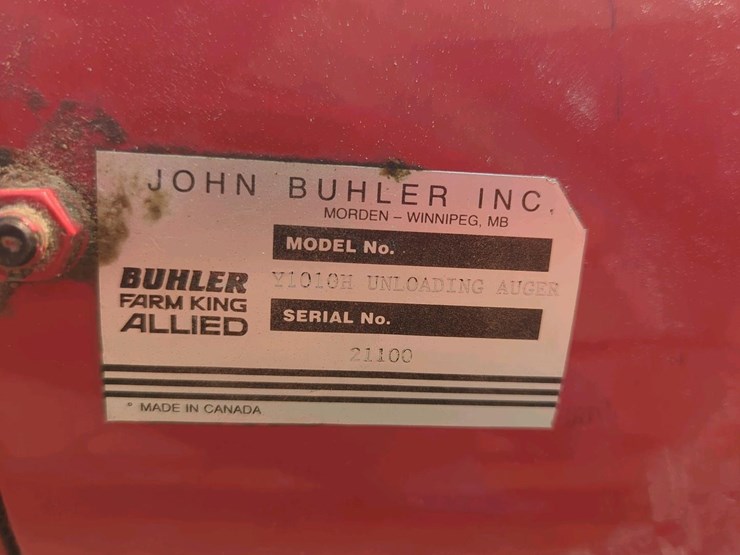 JOHN BUHLER INC.
MORDEN – WINNIPEG, MB
MODEL No.
Y1010H UNLOADING AUGER
BUHLER
FARM KING
ALLIED
SERIAL No.
21100
MADE IN CANADA